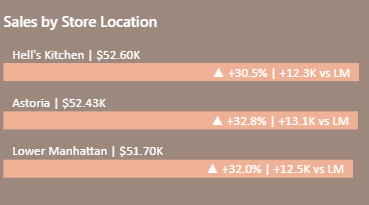 Sales by Store Location
Hell's Kitchen | $52.60K
▲ +30.5% | +12.3K vs LM
Astoria | $52.43K
▲ +32.8% | +13.1K vs LM
Lower Manhattan | $51.70K
▲ +32.0% | +12.5K vs LM